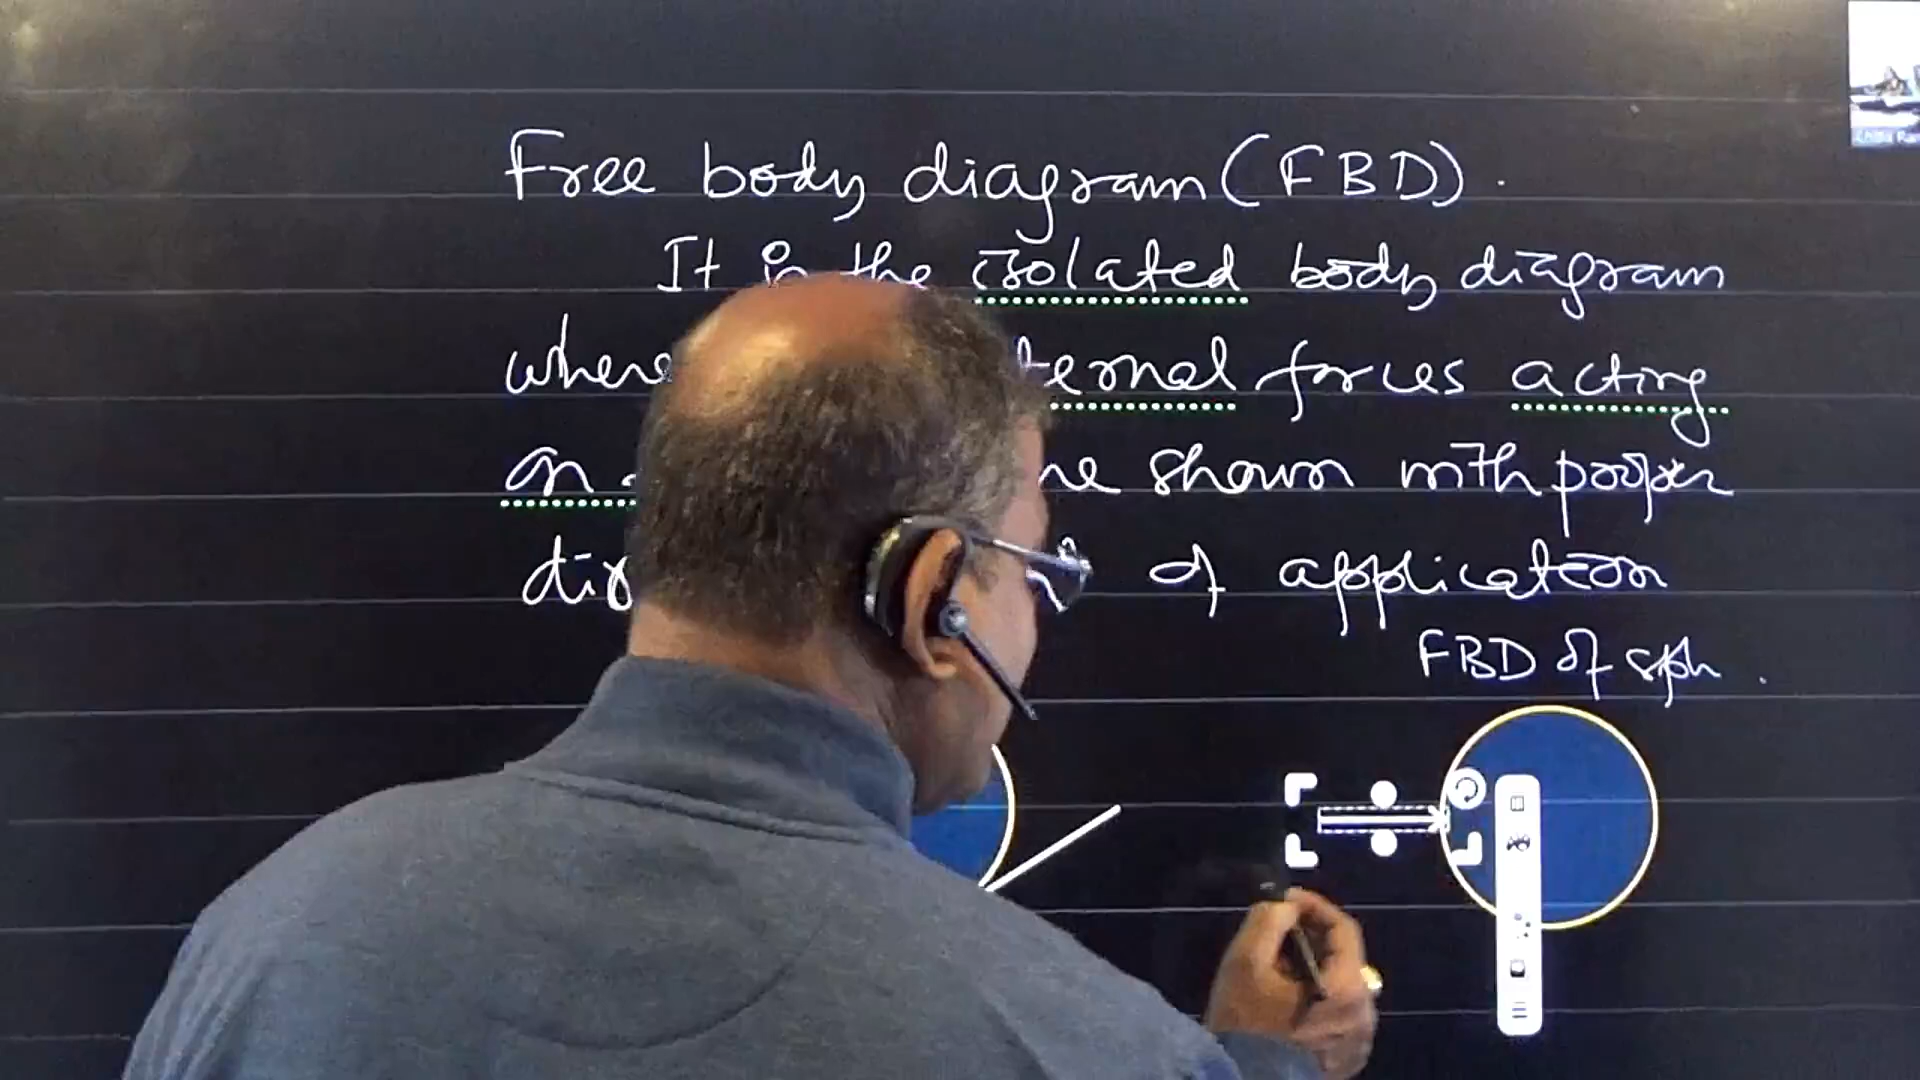 Free body diagram (FBD).
It is the isolated body diagram
where ternal forces acting
on shown with proper
dir of application
FBD of sph.